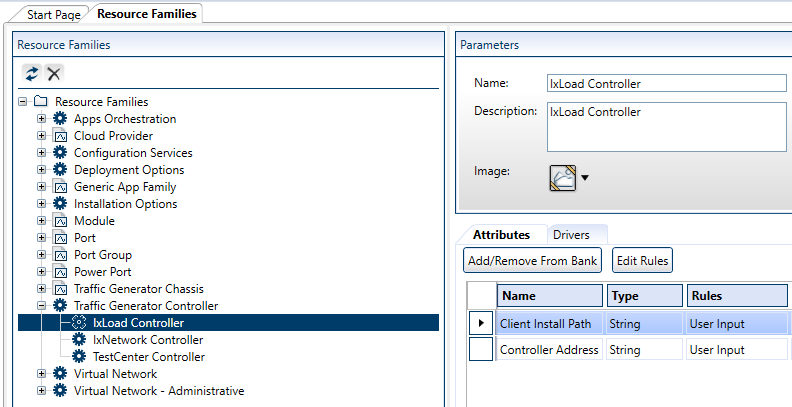 Start Page
Resource Families
Resource Families
Resource Families
Apps Orchestration
Cloud Provider
Configuration Services
Deployment Options
Generic App Family
Installation Options
Module
Port
Port Group
Power Port
Traffic Generator Chassis
Traffic Generator Controller
IxLoad Controller
IxNetwork Controller
TestCenter Controller
Virtual Network
Virtual Network - Administrative
Parameters
Name: IxLoad Controller
Description: IxLoad Controller
Image:
Attributes Drivers
Add/Remove From Bank Edit Rules
Name Type Rules
Client Install Path String User Input
Controller Address String User Input